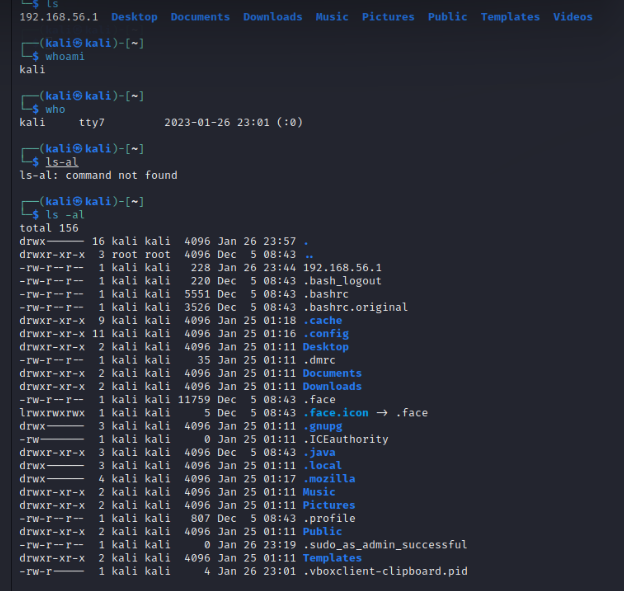 └─$ ls
192.168.56.1  Desktop  Documents  Downloads  Music  Pictures  Public  Templates  Videos
┌──(kali㉿kali)-[~]
└─$ whoami
kali
┌──(kali㉿kali)-[~]
└─$ who
kali     tty7         2023-01-26 23:01 (:0)
┌──(kali㉿kali)-[~]
└─$ ls-al
ls-al: command not found
┌──(kali㉿kali)-[~]
└─$ ls -al
total 156
drwx------ 16 kali kali  4096 Jan 26 23:57 .
drwxr-xr-x  3 root root  4096 Dec  5 08:43 ..
-rw-r--r--  1 kali kali   228 Jan 26 23:44 192.168.56.1
-rw-r--r--  1 kali kali   220 Dec  5 08:43 .bash_logout
-rw-r--r--  1 kali kali  5551 Dec  5 08:43 .bashrc
-rw-r--r--  1 kali kali  3526 Dec  5 08:43 .bashrc.original
drwxr-xr-x  9 kali kali  4096 Jan 25 01:18 .cache
drwxr-xr-x 11 kali kali  4096 Jan 25 01:16 .config
drwxr-xr-x  2 kali kali  4096 Jan 25 01:11 Desktop
-rw-r--r--  1 kali kali    35 Jan 25 01:11 .dmrc
drwxr-xr-x  2 kali kali  4096 Jan 25 01:11 Documents
drwxr-xr-x  2 kali kali  4096 Jan 25 01:11 Downloads
-rw-r--r--  1 kali kali 11759 Dec  5 08:43 .face
lrwxrwxrwx  1 kali kali     5 Dec  5 08:43 .face.icon -> .face
drwx------  3 kali kali  4096 Jan 25 01:11 .gnupg
-rw-------  1 kali kali     0 Jan 25 01:11 .ICEauthority
drwxr-xr-x  3 kali kali  4096 Dec  5 08:43 .java
drwx------  3 kali kali  4096 Jan 25 01:11 .local
drwx------  4 kali kali  4096 Jan 25 01:17 .mozilla
drwxr-xr-x  2 kali kali  4096 Jan 25 01:11 Music
drwxr-xr-x  2 kali kali  4096 Jan 25 01:11 Pictures
-rw-r--r--  1 kali kali   807 Dec  5 08:43 .profile
drwxr-xr-x  2 kali kali  4096 Jan 25 01:11 Public
-rw-r--r--  1 kali kali     0 Jan 26 23:19 .sudo_as_admin_successful
drwxr-xr-x  2 kali kali  4096 Jan 25 01:11 Templates
-rw-r-----  1 kali kali     4 Jan 26 23:01 .vboxclient-clipboard.pid